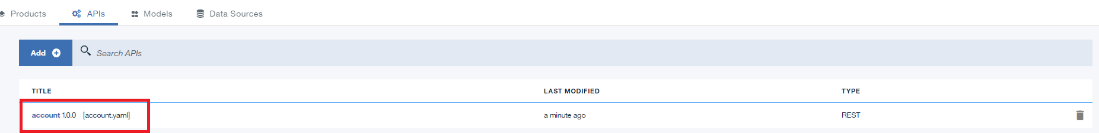 Products APIs Models Data Sources
Add Search APIs
TITLE LAST MODIFIED TYPE
account 1.0.0 [account.yaml] a minute ago REST